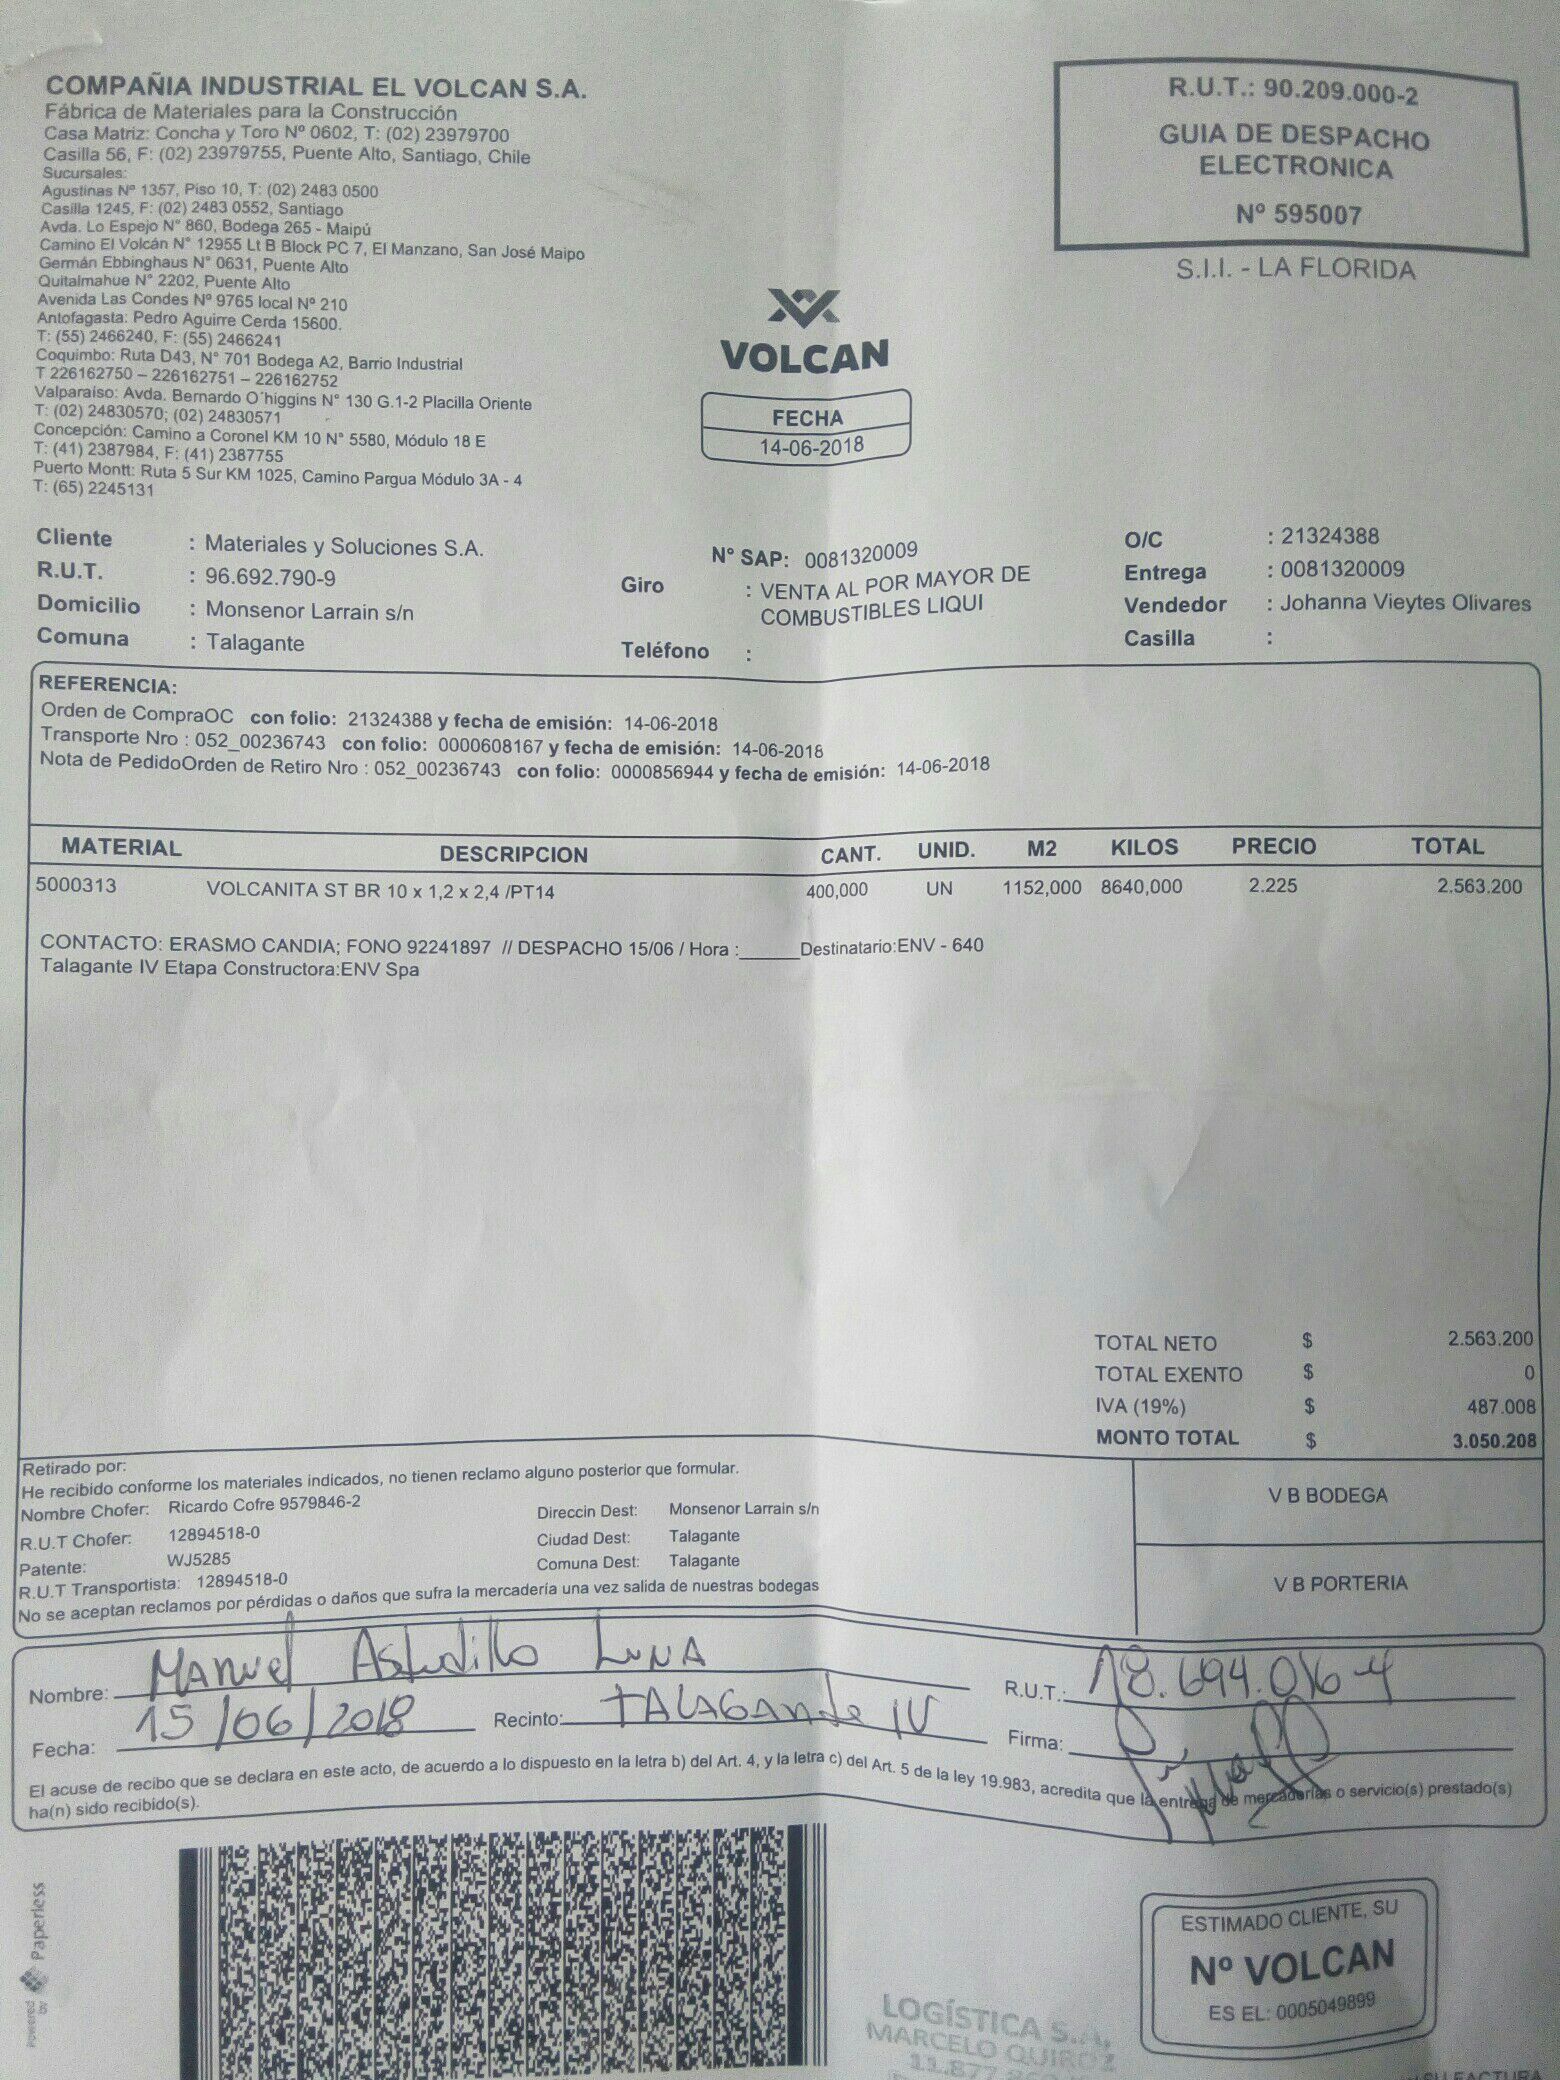 COMPAÑIA INDUSTRIAL EL VOLCAN S.A.
Fábrica de Materiales para la Construcción
Casa Matriz: Concha y Toro Nº 0602, T: (02) 23979700
Casilla 56, F: (02) 23979755, Puente Alto, Santiago, Chile
Sucursales:
Agustinas Nº 1357, Piso 10, T: (02) 2483 0500
Casilla 1245, F: (02) 2483 0552, Santiago
Avda. Lo Espejo N° 860, Bodega 265 - Maipú
Camino El Volcán N° 12955 Lt B Block PC 7, El Manzano, San José Maipo
Germán Ebbinghaus N° 0631, Puente Alto
Quitalmahue N° 2202, Puente Alto
Avenida Las Condes Nº 9765 local Nº 210
Antofagasta: Pedro Aguirre Cerda 15600.
T: (55) 2466240, F: (55) 2466241
Coquimbo: Ruta D43, N° 701 Bodega A2, Barrio Industrial
T 226162750 – 226162751 – 226162752
Valparaíso: Avda. Bernardo O´higgins N° 130 G.1-2 Placilla Oriente
T: (02) 24830570; (02) 24830571
Concepción: Camino a Coronel KM 10 N° 5580, Módulo 18 E
T: (41) 2387984, F: (41) 2387755
Puerto Montt: Ruta 5 Sur KM 1025, Camino Pargua Módulo 3A - 4
T: (65) 2245131
R.U.T.: 90.209.000-2
GUIA DE DESPACHO
ELECTRONICA
Nº 595007
S.I.I. - LA FLORIDA
VOLCAN
FECHA
14-06-2018
Cliente : Materiales y Soluciones S.A.
R.U.T. : 96.692.790-9
Domicilio : Monsenor Larrain s/n
Comuna : Talagante
N° SAP: 0081320009
Giro : VENTA AL POR MAYOR DE
COMBUSTIBLES LIQUI
Teléfono :
O/C : 21324388
Entrega : 0081320009
Vendedor : Johanna Vieytes Olivares
Casilla :
REFERENCIA:
Orden de CompraOC con folio: 21324388 y fecha de emisión: 14-06-2018
Transporte Nro : 052_00236743 con folio: 0000608167 y fecha de emisión: 14-06-2018
Nota de PedidoOrden de Retiro Nro : 052_00236743 con folio: 0000856944 y fecha de emisión: 14-06-2018
MATERIAL DESCRIPCION CANT. UNID. M2 KILOS PRECIO TOTAL
5000313 VOLCANITA ST BR 10 x 1,2 x 2,4 /PT14 400,000 UN 1152,000 8640,000 2.225 2.563.200
CONTACTO: ERASMO CANDIA; FONO 92241897 // DESPACHO 15/06 / Hora :______Destinatario:ENV - 640
Talagante IV Etapa Constructora:ENV Spa
TOTAL NETO $ 2.563.200
TOTAL EXENTO $ 0
IVA (19%) $ 487.008
MONTO TOTAL $ 3.050.208
Retirado por:
He recibido conforme los materiales indicados, no tienen reclamo alguno posterior que formular.
Nombre Chofer: Ricardo Cofre 9579846-2 Direccin Dest: Monsenor Larrain s/n
R.U.T Chofer: 12894518-0 Ciudad Dest: Talagante
Patente: WJ5285 Comuna Dest: Talagante
R.U.T Transportista: 12894518-0
No se aceptan reclamos por pérdidas o daños que sufra la mercadería una vez salida de nuestras bodegas
V B BODEGA
V B PORTERIA
Nombre: Manuel Astudillo Luna R.U.T.: 18.694.016-4
Fecha: 15/06/2018 Recinto: TALAGANte IV Firma:
El acuse de recibo que se declara en este acto, de acuerdo a lo dispuesto en la letra b) del Art. 4, y la letra c) del Art. 5 de la ley 19.983, acredita que la entrega de mercaderías o servicio(s) prestado(s)
ha(n) sido recibido(s).
Powered by Paperless
ESTIMADO CLIENTE, SU
Nº VOLCAN
ES EL: 0005049899
LOGÍSTICA S.A.
MARCELO QUIROZ